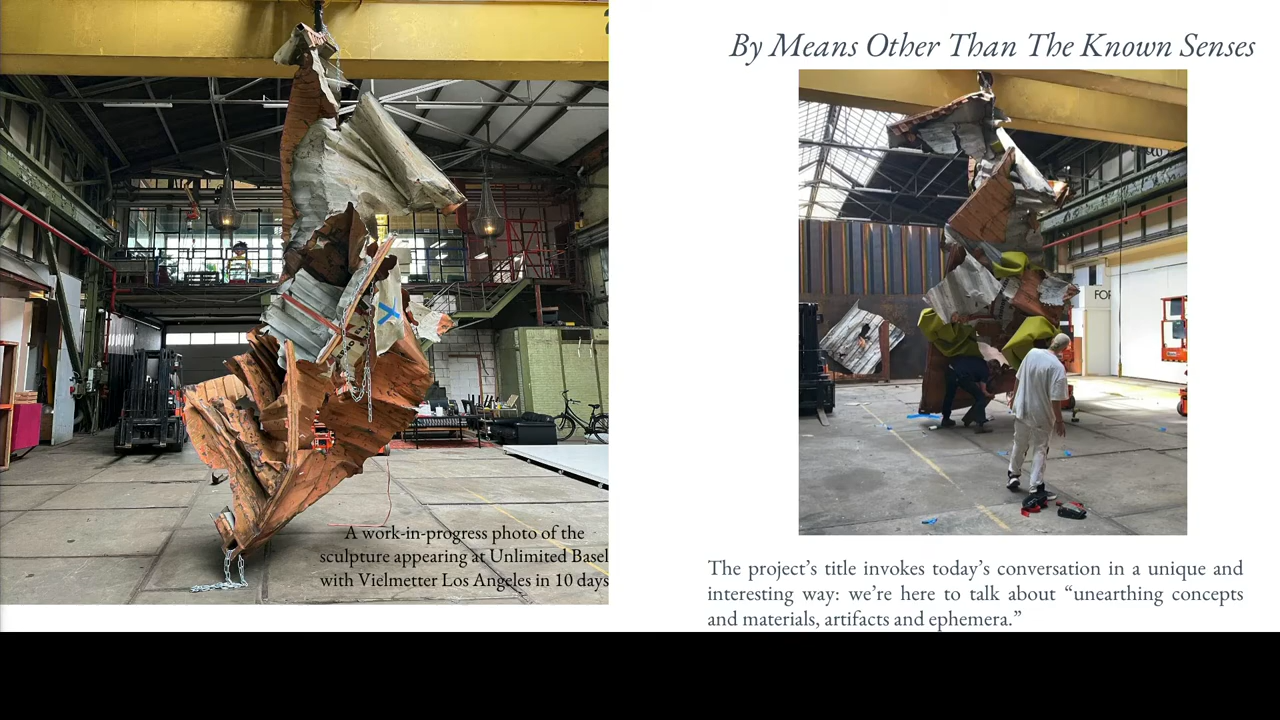 By Means Other Than The Known Senses
FOR
A work-in-progress photo of the
sculpture appearing at Unlimited Basel
with Vielmetter Los Angeles in 10 days
The project’s title invokes today’s conversation in a unique and
interesting way: we’re here to talk about “unearthing concepts
and materials, artifacts and ephemera.”